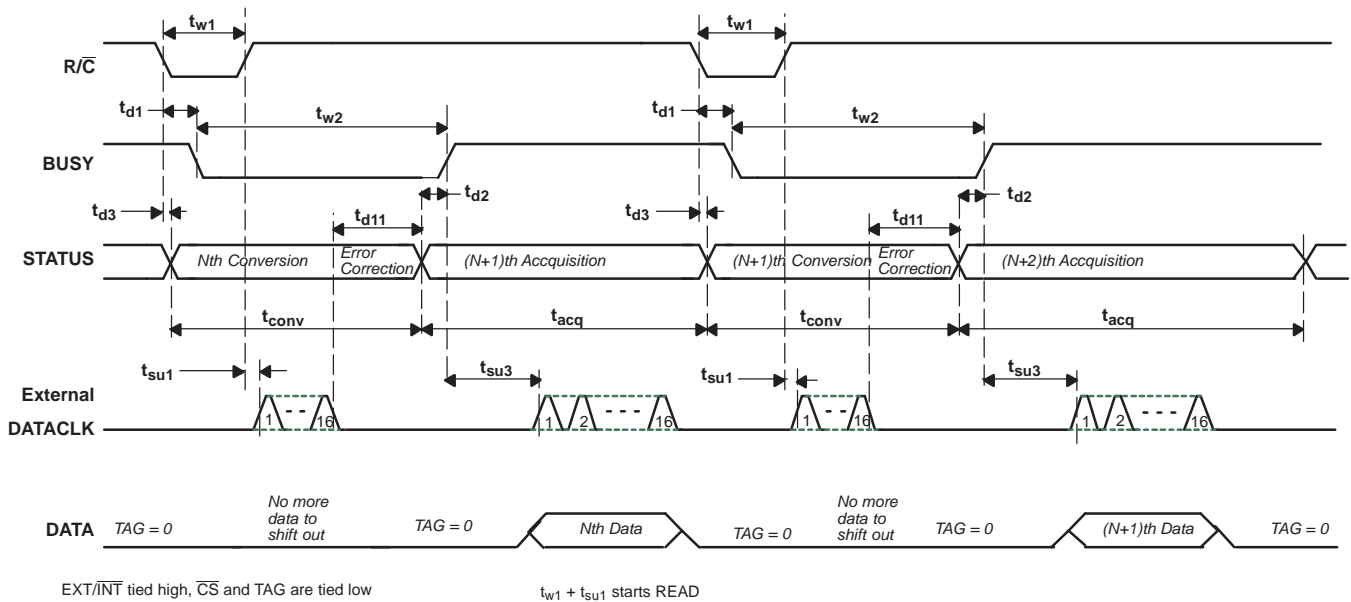 tw1 tw1
R/C̅
td1 tw2 td1 tw2
BUSY
td3 td2 td3 td2
td11 td11
STATUS Nth Conversion Error Correction (N+1)th Accquisition (N+1)th Conversion Error Correction (N+2)th Accquisition
tconv tacq tconv tacq
tsu1 tsu3 tsu1 tsu3
External
DATACLK 1 - - 16 1 2 - - - 16 1 - - 16 1 2 - - - 16
No more data to shift out No more data to shift out
DATA TAG = 0 TAG = 0 Nth Data TAG = 0 TAG = 0 (N+1)th Data TAG = 0
EXT/I̅N̅T̅ tied high, C̅S̅ and TAG are tied low tw1 + tsu1 starts READ